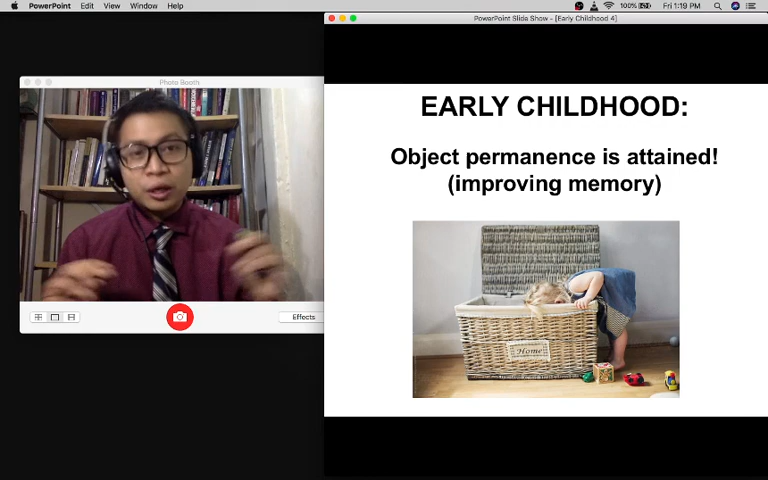 PowerPoint Edit View Window Help
100% Fri 1:19 PM
PowerPoint Slide Show - [Early Childhood 4]
Photo Booth
EARLY CHILDHOOD:
Object permanence is attained!
(improving memory)
Home
Effects